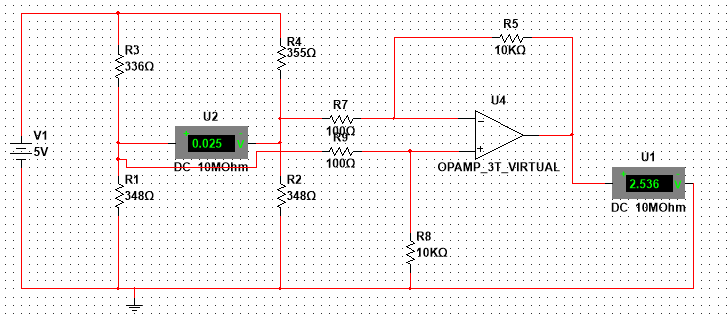 R3
336Ω
R4
355Ω
R5
10KΩ
V1
5V
U2
+
0.025
V
-
DC 10MOhm
R7
100Ω
R9
100Ω
U4
-
+
OPAMP_3T_VIRTUAL
R1
348Ω
R2
348Ω
R8
10KΩ
U1
+
2.536
V
-
DC 10MOhm